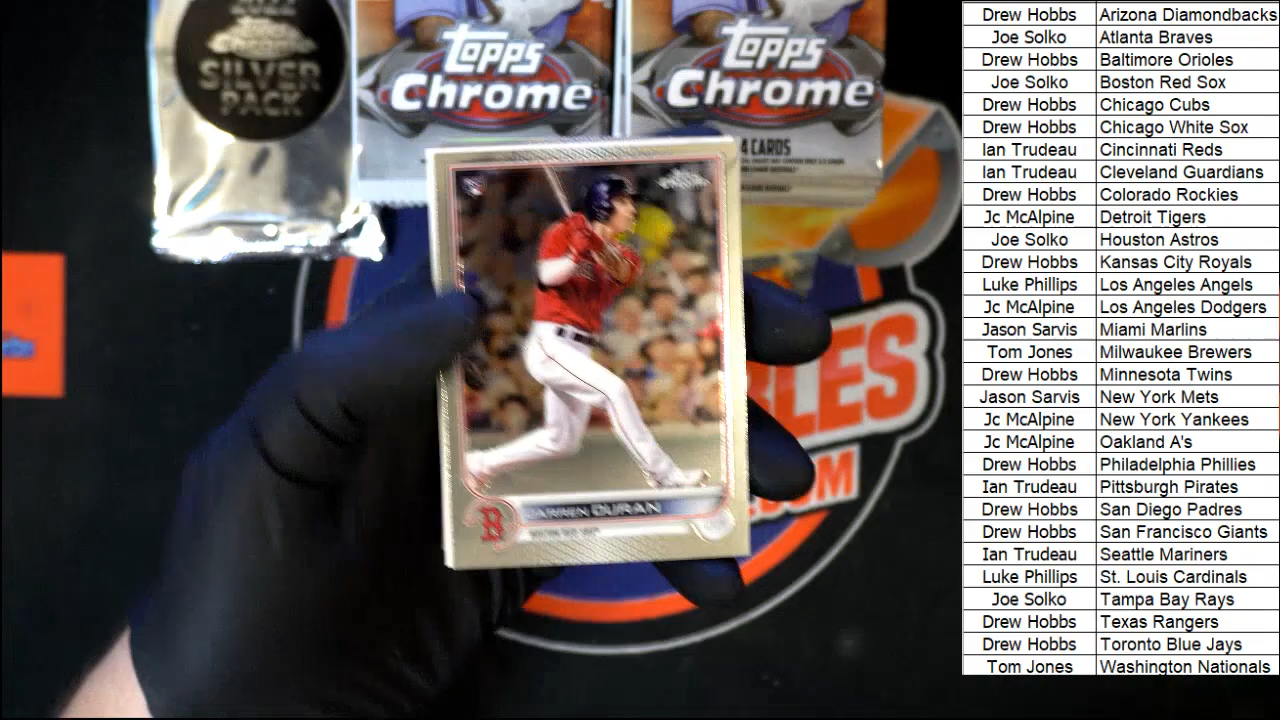 SILVER
PACK
Topps
Chrome
Topps
Chrome
4 CARDS
RC
Chrome
B
JARREN DURAN
BLES
.COM
Drew Hobbs Arizona Diamondbacks
Joe Solko Atlanta Braves
Drew Hobbs Baltimore Orioles
Joe Solko Boston Red Sox
Drew Hobbs Chicago Cubs
Drew Hobbs Chicago White Sox
Ian Trudeau Cincinnati Reds
Ian Trudeau Cleveland Guardians
Drew Hobbs Colorado Rockies
Jc McAlpine Detroit Tigers
Joe Solko Houston Astros
Drew Hobbs Kansas City Royals
Luke Phillips Los Angeles Angels
Jc McAlpine Los Angeles Dodgers
Jason Sarvis Miami Marlins
Tom Jones Milwaukee Brewers
Drew Hobbs Minnesota Twins
Jason Sarvis New York Mets
Jc McAlpine New York Yankees
Jc McAlpine Oakland A's
Drew Hobbs Philadelphia Phillies
Ian Trudeau Pittsburgh Pirates
Drew Hobbs San Diego Padres
Drew Hobbs San Francisco Giants
Ian Trudeau Seattle Mariners
Luke Phillips St. Louis Cardinals
Joe Solko Tampa Bay Rays
Drew Hobbs Texas Rangers
Drew Hobbs Toronto Blue Jays
Tom Jones Washington Nationals